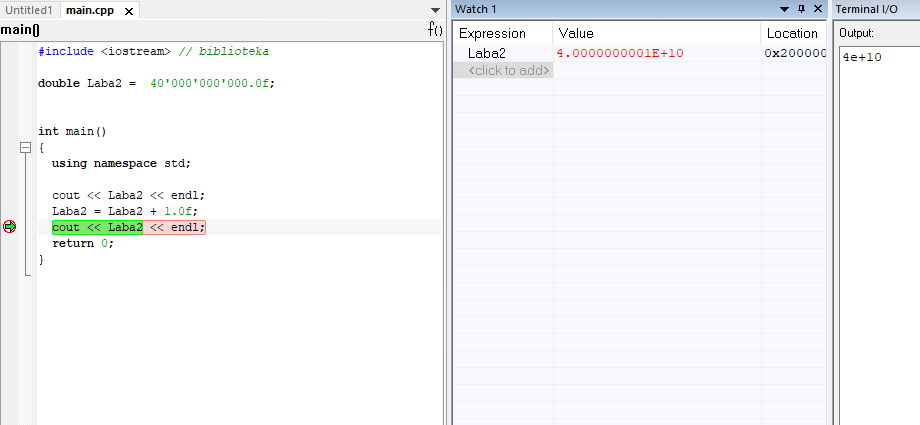 Untitled1 main.cpp
main()
f()
#include <iostream> // biblioteka
double Laba2 =  40'000'000'000.0f;
int main()
{
using namespace std;
cout << Laba2 << endl;
Laba2 = Laba2 + 1.0f;
cout << Laba2 << endl;
return 0;
}
Watch 1
Expression Value Location
Laba2 4.0000000001E+10 0x200000
<click to add>
Terminal I/O
Output:
4e+10